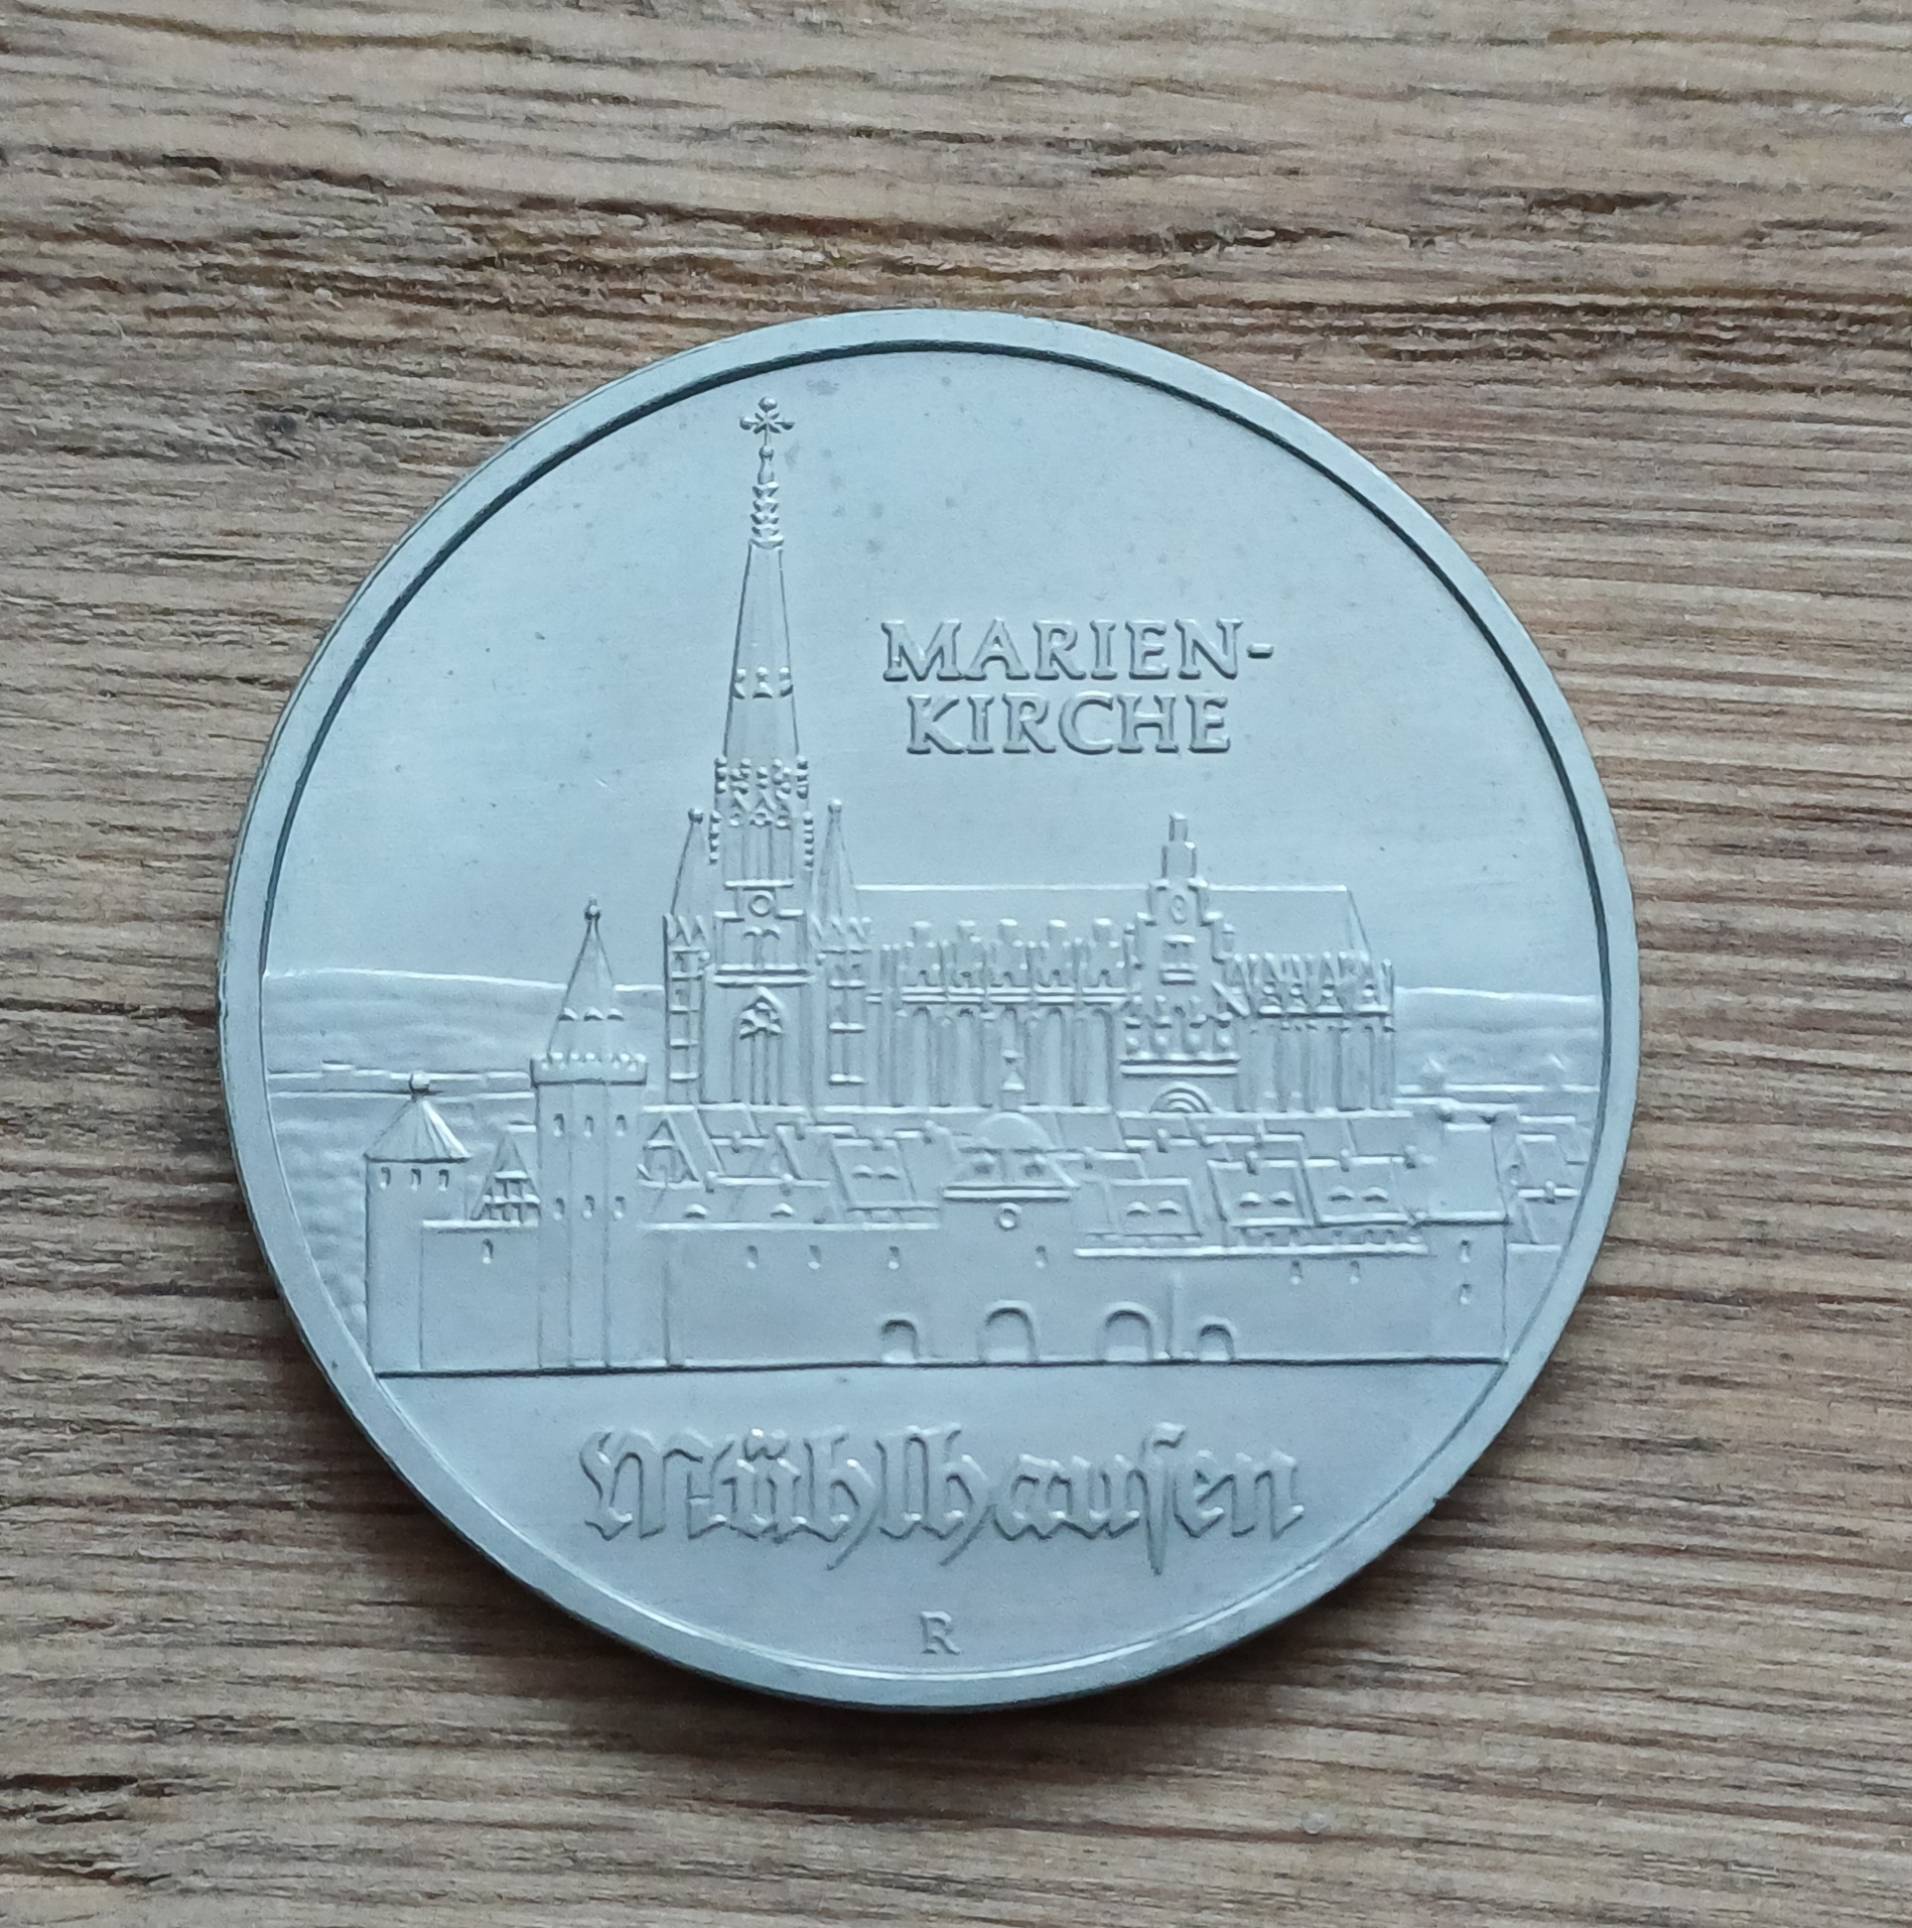 MARIEN-
KIRCHE
Mühlhauſen
R